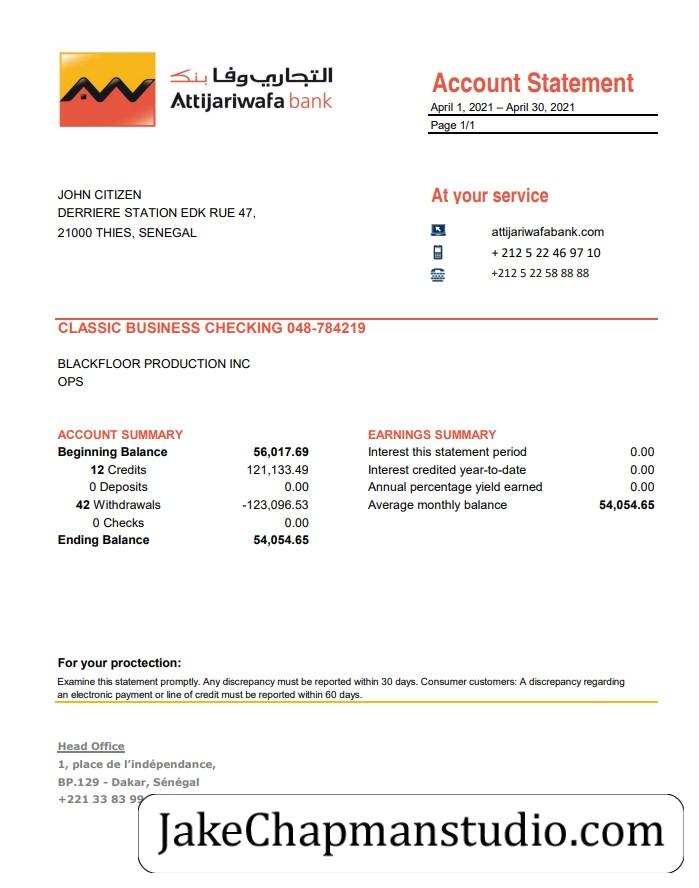 التجاري وفا بنك
Attijariwafa bank
Account Statement
April 1, 2021 – April 30, 2021
Page 1/1
JOHN CITIZEN
DERRIERE STATION EDK RUE 47,
21000 THIES, SENEGAL
At your service
attijariwafabank.com
+ 212 5 22 46 97 10
+212 5 22 58 88 88
CLASSIC BUSINESS CHECKING 048-784219
BLACKFLOOR PRODUCTION INC
OPS
ACCOUNT SUMMARY
Beginning Balance 56,017.69
12 Credits 121,133.49
0 Deposits 0.00
42 Withdrawals -123,096.53
0 Checks 0.00
Ending Balance 54,054.65
EARNINGS SUMMARY
Interest this statement period 0.00
Interest credited year-to-date 0.00
Annual percentage yield earned 0.00
Average monthly balance 54,054.65
For your proctection:
Examine this statement promptly. Any discrepancy must be reported within 30 days. Consumer customers: A discrepancy regarding
an electronic payment or line of credit must be reported within 60 days.
Head Office
1, place de l’indépendance,
BP.129 - Dakar, Sénégal
+221 33 83 99
JakeChapmanstudio.com